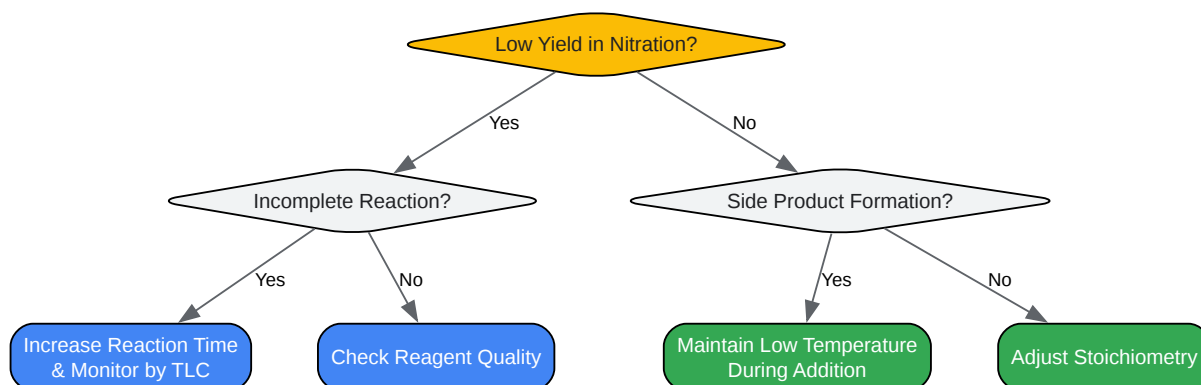 Low Yield in Nitration?
Yes
No
Incomplete Reaction?
Side Product Formation?
Yes
No
Yes
No
Increase Reaction Time
& Monitor by TLC
Check Reagent Quality
Maintain Low Temperature
During Addition
Adjust Stoichiometry